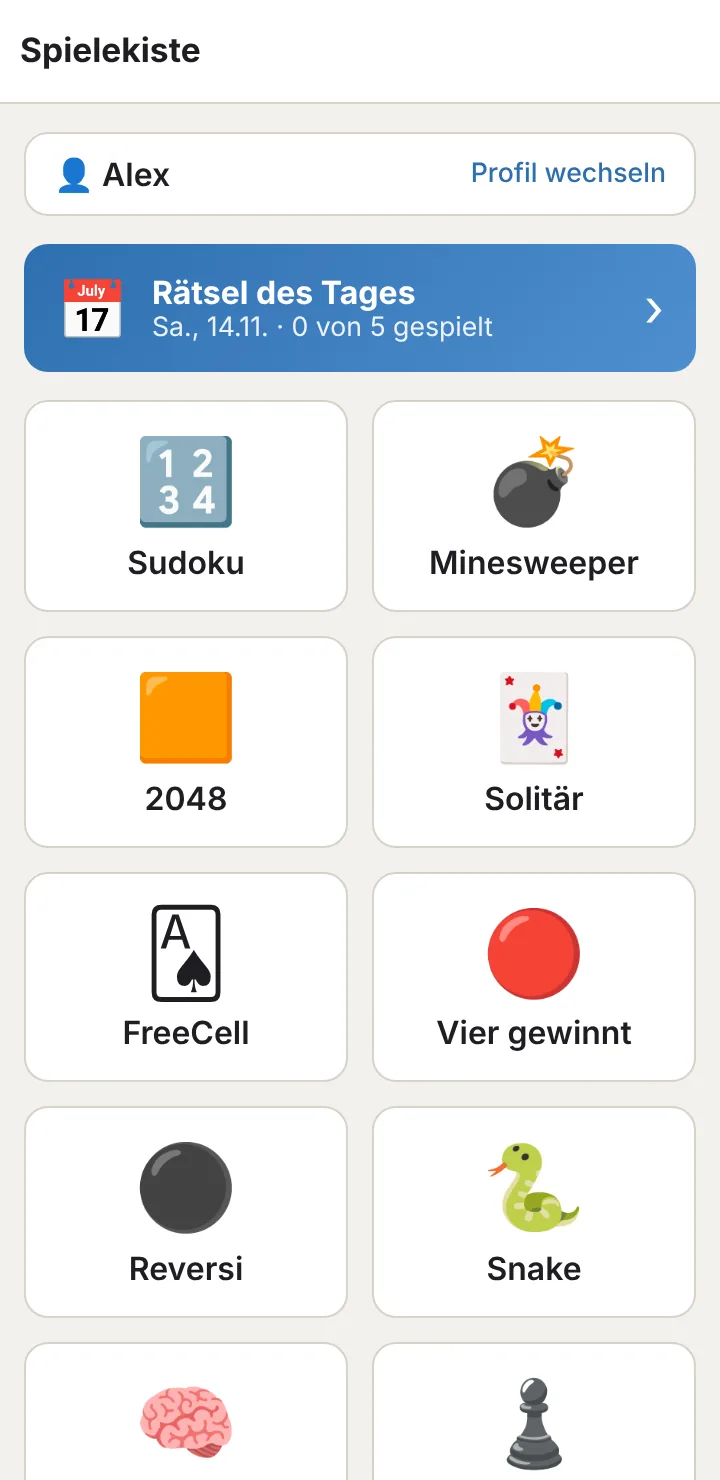 Spielekiste
👤 Alex
Profil wechseln
July
17
Rätsel des Tages
Sa., 14.11. · 0 von 5 gespielt
›
1 2
3 4
Sudoku
Minesweeper
2048
Solitär
A
FreeCell
Vier gewinnt
Reversi
Snake